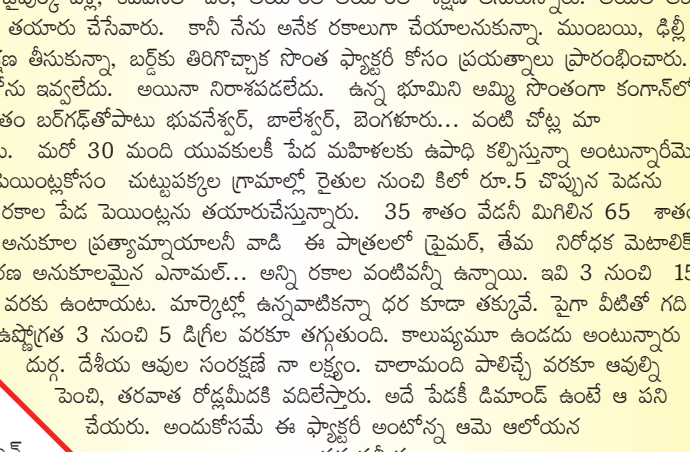 తయారు చేసేవారు. కానీ నేను అనేక రకాలుగా చేయాలనుకున్నా. ముంబయి, ఢిల్లీ
తీసుకున్నా, బర్డ్‌కు తిరిగొచ్చాక సొంత ఫ్యాక్టరీ కోసం ప్రయత్నాలు ప్రారంభించారు.
ఇవ్వలేదు. అయినా నిరాశపడలేదు. ఉన్న భూమిని అమ్మి సొంతంగా కంగాన్‌లో
బర్‌గఢ్‌తోపాటు భువనేశ్వర్, బాలేశ్వర్, బెంగళూరు... వంటి చోట్ల మా
మరో 30 మంది యువకులకీ పేద మహిళలకు ఉపాధి కల్పిస్తున్నా అంటున్నారీమె
పెయింట్లకోసం చుట్టుపక్కల గ్రామాల్లో రైతుల నుంచి కిలో రూ.5 చొప్పున పెడను
రకాల పేడ పెయింట్లను తయారుచేస్తున్నారు. 35 శాతం వేడనీ మిగిలిన 65 శాతం
అనుకూల ప్రత్యామ్నాయాలనీ వాడి ఈ పాత్రలలో ప్రైమర్, తేమ నిరోధక మెటాలిక్
అనుకూలమైన ఎనామల్... అన్ని రకాల వంటివన్నీ ఉన్నాయి. ఇవి 3 నుంచి 15
వరకు ఉంటాయట. మార్కెట్లో ఉన్నవాటికన్నా ధర కూడా తక్కువే. పైగా వీటితో గది
ఉష్ణోగ్రత 3 నుంచి 5 డిగ్రీల వరకూ తగ్గుతుంది. కాలుష్యమూ ఉండదు అంటున్నారు
దుర్గ. దేశీయ ఆవుల సంరక్షణే నా లక్ష్యం. చాలామంది పాలిచ్చే వరకూ ఆవుల్ని
పెంచి, తరవాత రోడ్లమీదకి వదిలేస్తారు. అదే పేడకీ డిమాండ్ ఉంటే ఆ పని
చేయరు. అందుకోసమే ఈ ఫ్యాక్టరీ అంటోన్న ఆమె ఆలోయన